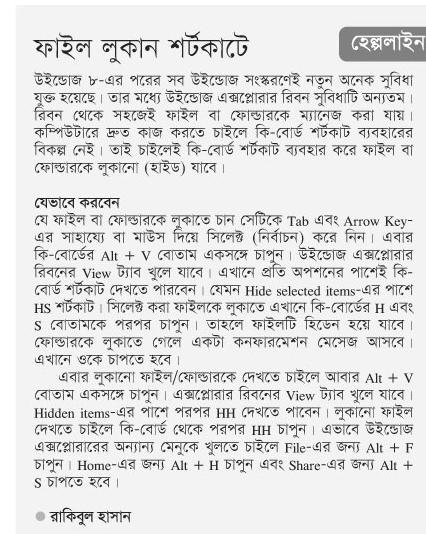 ফাইল লুকান শর্টকাটে
হেল্পলাইন
উইন্ডোজ ৮-এর পরের সব উইন্ডোজ সংস্করণেই নতুন অনেক সুবিধা
যুক্ত হয়েছে। তার মধ্যে উইন্ডোজ এক্সপ্লোরার রিবন সুবিধাটি অন্যতম।
রিবন থেকে সহজেই ফাইল বা ফোল্ডারকে ম্যানেজ করা যায়।
কম্পিউটারে দ্রুত কাজ করতে চাইলে কি-বোর্ড শর্টকাট ব্যবহারের
বিকল্প নেই। তাই চাইলেই কি-বোর্ড শর্টকাট ব্যবহার করে ফাইল বা
ফোল্ডারকে লুকানো (হাইড) যাবে।
যেভাবে করবেন
যে ফাইল বা ফোল্ডারকে লুকাতে চান সেটিকে Tab এবং Arrow Key-
এর সাহায্যে বা মাউস দিয়ে সিলেক্ট (নির্বাচন) করে নিন। এবার
কি-বোর্ডের Alt + V বোতাম একসঙ্গে চাপুন। উইন্ডোজ এক্সপ্লোরার
রিবনের View ট্যাব খুলে যাবে। এখানে প্রতি অপশনের পাশেই কি-
বোর্ড শর্টকাট দেখতে পারবেন। যেমন Hide selected items-এর পাশে
HS শর্টকাট। সিলেক্ট করা ফাইলকে লুকাতে এখানে কি-বোর্ডের H এবং
S বোতামকে পরপর চাপুন। তাহলে ফাইলটি হিডেন হয়ে যাবে।
ফোল্ডারকে লুকাতে গেলে একটা কনফারমেশন মেসেজ আসবে।
এখানে ওকে চাপতে হবে।
এবার লুকানো ফাইল/ফোল্ডারকে দেখতে চাইলে আবার Alt + V
বোতাম একসঙ্গে চাপুন। এক্সপ্লোরার রিবনের View ট্যাব খুলে যাবে।
Hidden items-এর পাশে পরপর HH দেখতে পাবেন। লুকানো ফাইল
দেখতে চাইলে কি-বোর্ড থেকে পরপর HH চাপুন। এভাবে উইন্ডোজ
এক্সপ্লোরারের অন্যান্য মেনুকে খুলতে চাইলে File-এর জন্য Alt + F
চাপুন। Home-এর জন্য Alt + H চাপুন এবং Share-এর জন্য Alt +
S চাপতে হবে।
রাকিবুল হাসান